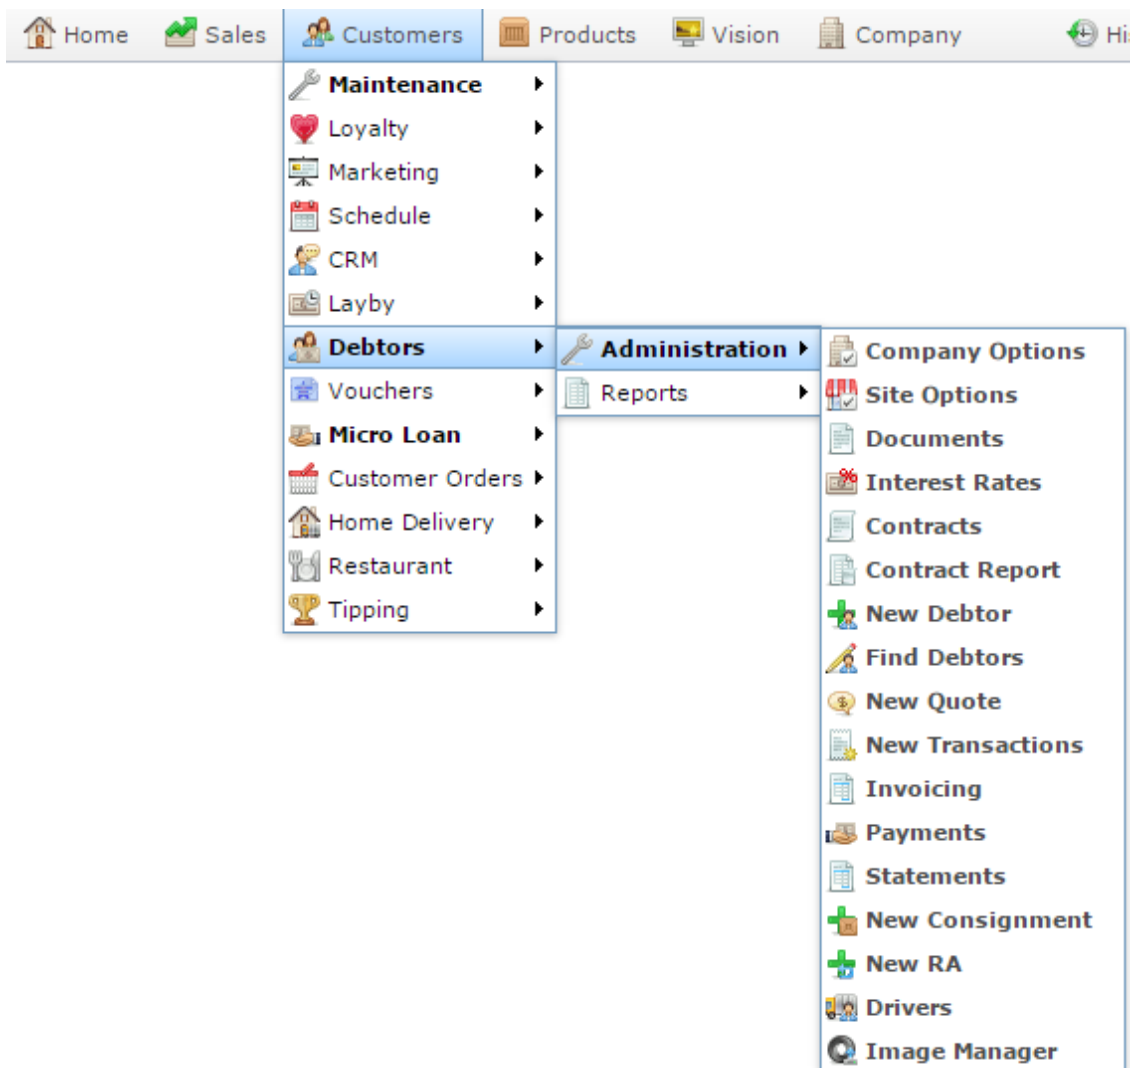 Home Sales Customers Products Vision Company Hi
Maintenance
Loyalty
Marketing
Schedule
CRM
Layby
Debtors
Vouchers
Micro Loan
Customer Orders
Home Delivery
Restaurant
Tipping
Administration
Reports
Company Options
Site Options
Documents
Interest Rates
Contracts
Contract Report
New Debtor
Find Debtors
New Quote
New Transactions
Invoicing
Payments
Statements
New Consignment
New RA
Drivers
Image Manager